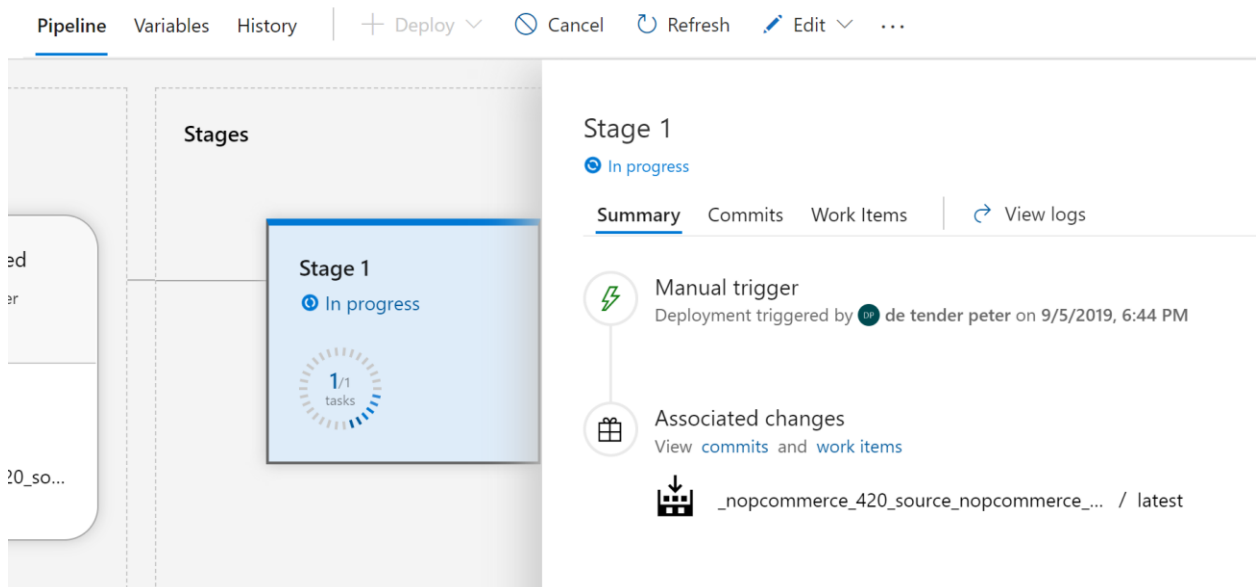 Pipeline Variables History Deploy Cancel Refresh Edit ...
Stages
ed
er
20_so...
Stage 1
In progress
1/1
tasks
Stage 1
In progress
Summary Commits Work Items View logs
Manual trigger
Deployment triggered by DP de tender peter on 9/5/2019, 6:44 PM
Associated changes
View commits and work items
_nopcommerce_420_source_nopcommerce_... / latest